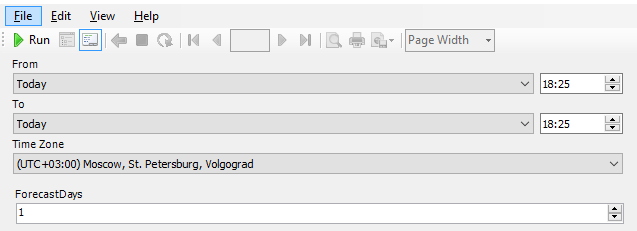 File Edit View Help
Run Page Width
From
Today 18:25
To
Today 18:25
Time Zone
(UTC+03:00) Moscow, St. Petersburg, Volgograd
ForecastDays
1